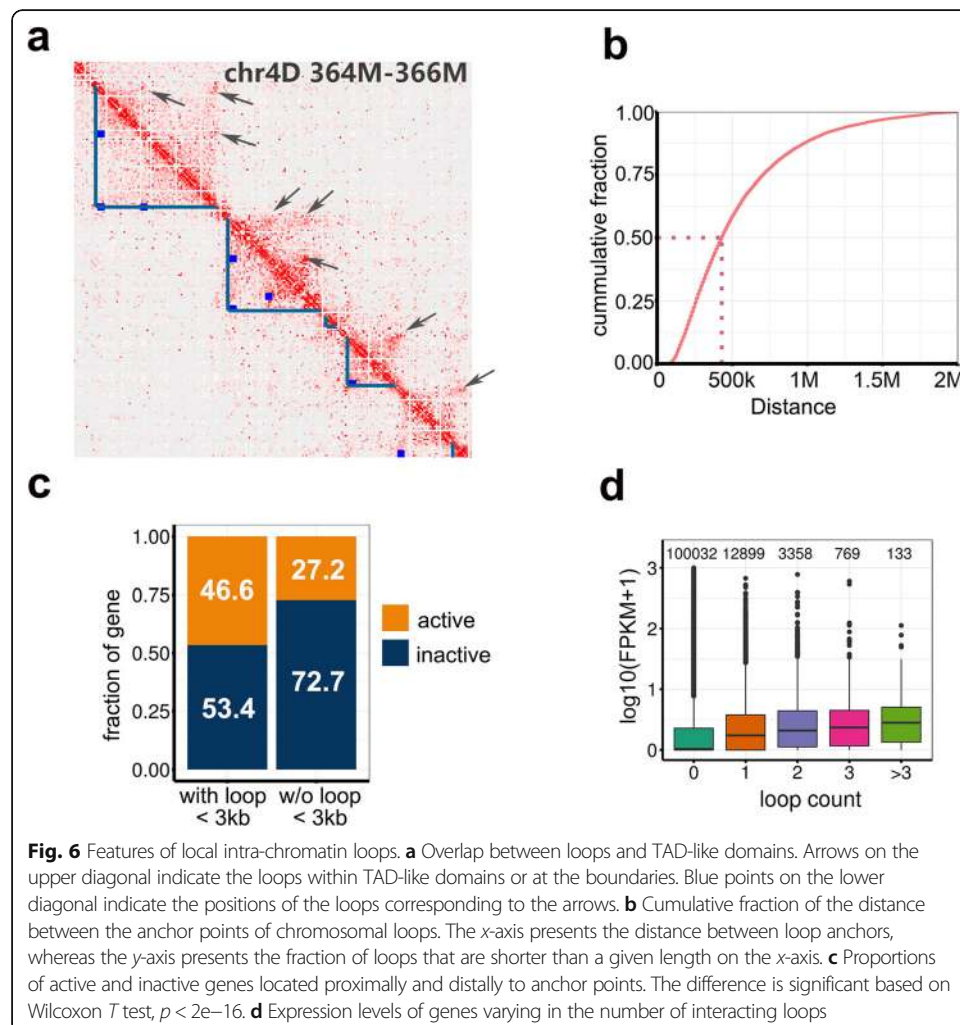 a
chr4D 364M-366M
b
1.00
0.75
0.50
0.25
0.00
cummulative fraction
0 500k 1M 1.5M 2M
Distance
c
1.00
0.75
0.50
0.25
0.00
fraction of gene
46.6 27.2
53.4 72.7
with loop w/o loop
< 3kb < 3kb
active
inactive
d
100032 12899 3358 769 133
3
2
1
0
log10(FPKM+1)
0 1 2 3 >3
loop count
Fig. 6 Features of local intra-chromatin loops. a Overlap between loops and TAD-like domains. Arrows on the
upper diagonal indicate the loops within TAD-like domains or at the boundaries. Blue points on the lower
diagonal indicate the positions of the loops corresponding to the arrows. b Cumulative fraction of the distance
between the anchor points of chromosomal loops. The x-axis presents the distance between loop anchors,
whereas the y-axis presents the fraction of loops that are shorter than a given length on the x-axis. c Proportions
of active and inactive genes located proximally and distally to anchor points. The difference is significant based on
Wilcoxon T test, p < 2e−16. d Expression levels of genes varying in the number of interacting loops